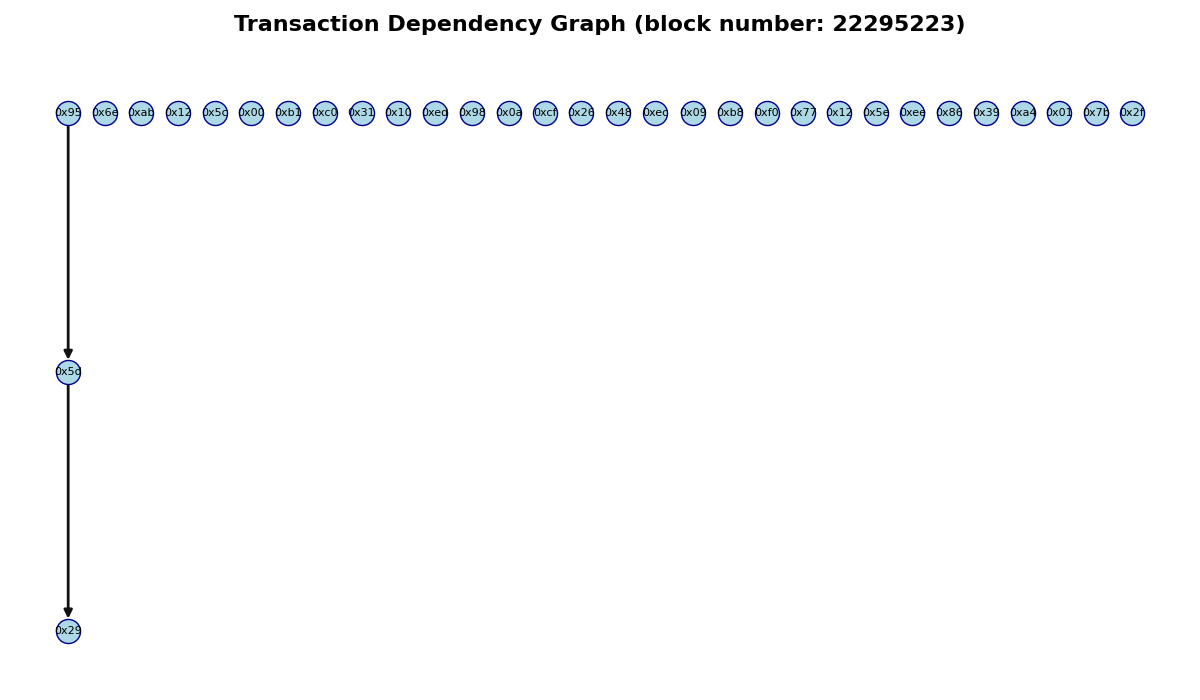 Transaction Dependency Graph (block number: 22295223)
0x95 0x6e 0xab 0x12 0x5c 0x00 0xb1 0xc0 0x31 0x10 0xed 0x98 0x0a 0xcf 0x26 0x48 0xec 0x09 0xb8 0xf0 0x77 0x12 0x5e 0xee 0x86 0x39 0xa4 0x01 0x7b 0x2f
0x5d
0x29